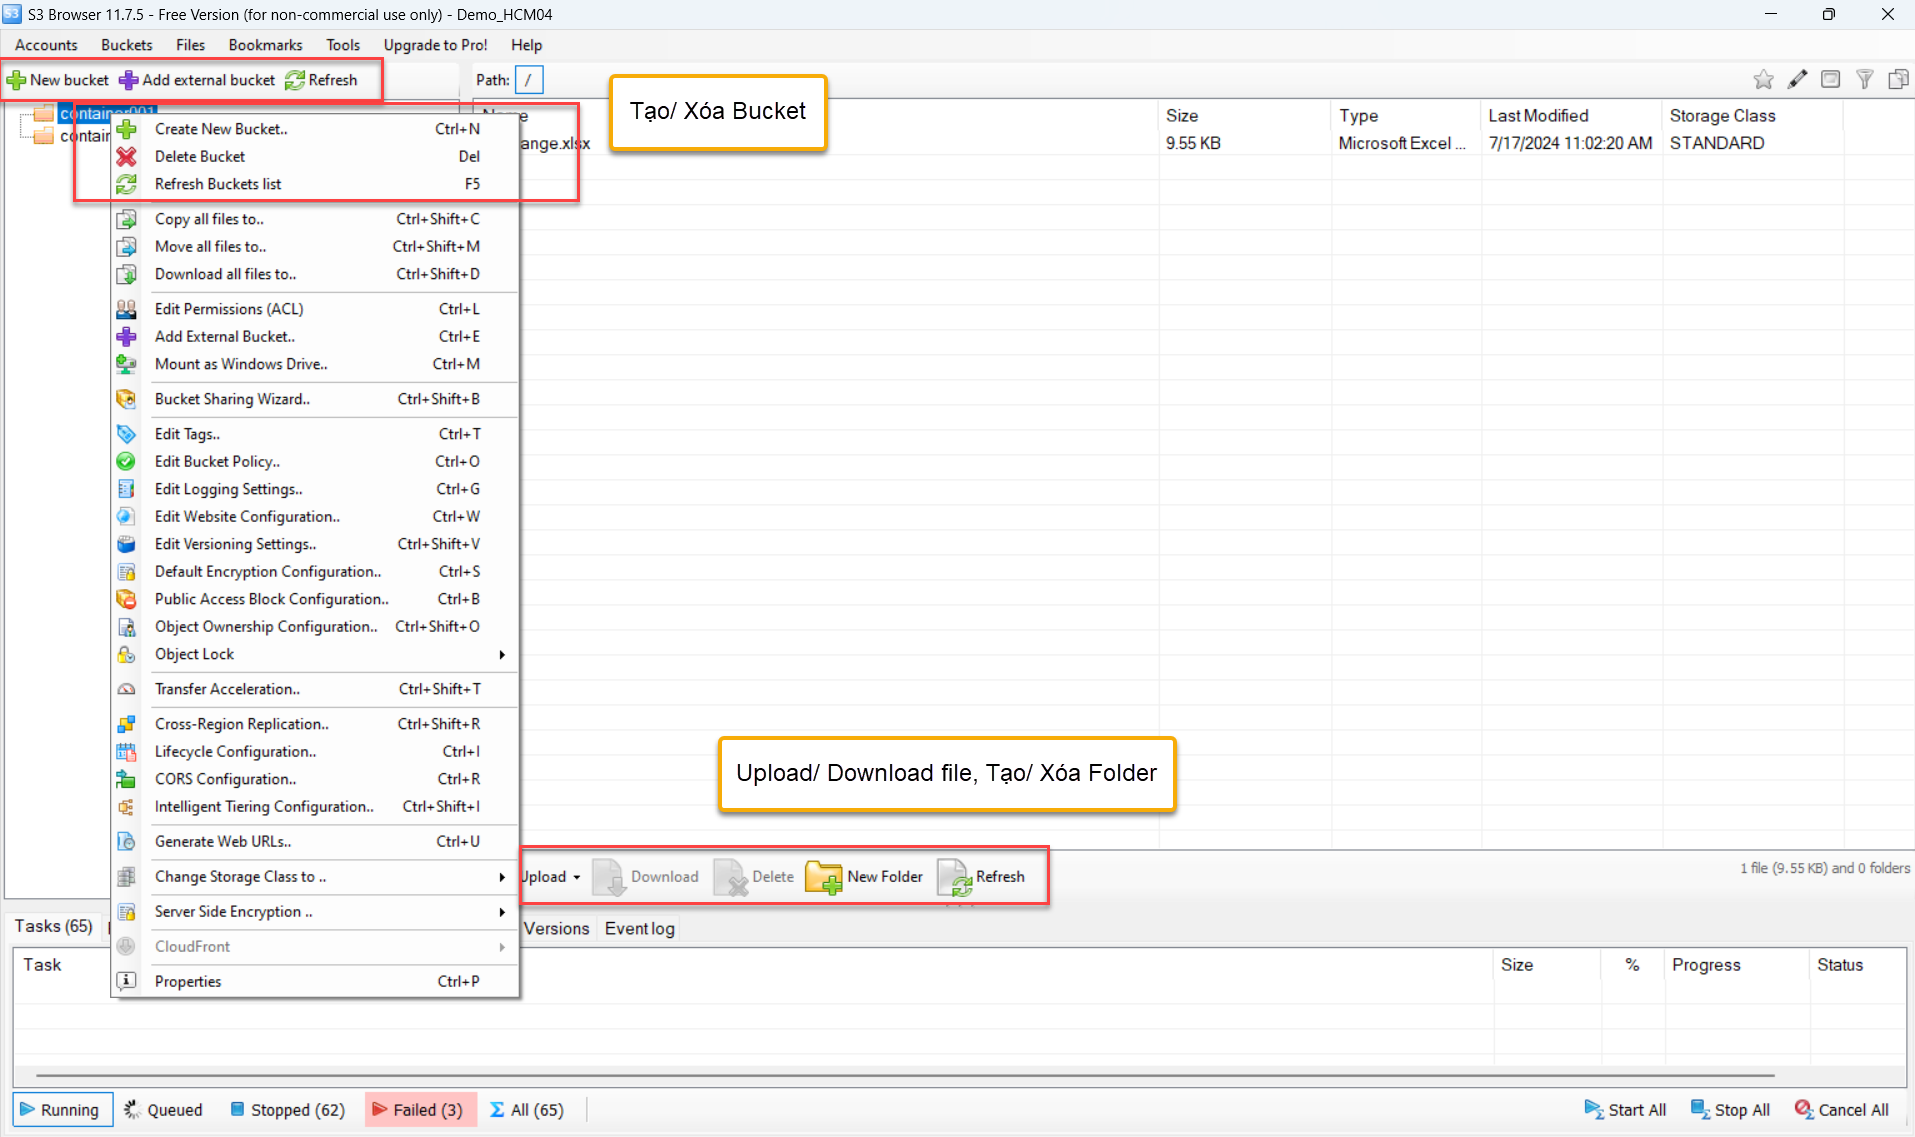 S3 Browser 11.7.5 - Free Version (for non-commercial use only) - Demo_HCM04
Accounts Buckets Files Bookmarks Tools Upgrade to Pro! Help
New bucket Add external bucket Refresh
Path: /
Tạo/ Xóa Bucket
container001
Size Type Last Modified Storage Class
9.55 KB Microsoft Excel ... 7/17/2024 11:02:20 AM STANDARD
Create New Bucket.. Ctrl+N
Delete Bucket Del
Refresh Buckets list F5
Copy all files to.. Ctrl+Shift+C
Move all files to.. Ctrl+Shift+M
Download all files to.. Ctrl+Shift+D
Edit Permissions (ACL) Ctrl+L
Add External Bucket.. Ctrl+E
Mount as Windows Drive.. Ctrl+M
Bucket Sharing Wizard.. Ctrl+Shift+B
Edit Tags.. Ctrl+T
Edit Bucket Policy.. Ctrl+O
Edit Logging Settings.. Ctrl+G
Edit Website Configuration.. Ctrl+W
Edit Versioning Settings.. Ctrl+Shift+V
Default Encryption Configuration.. Ctrl+S
Public Access Block Configuration.. Ctrl+B
Object Ownership Configuration.. Ctrl+Shift+O
Object Lock
Transfer Acceleration.. Ctrl+Shift+T
Cross-Region Replication.. Ctrl+Shift+R
Lifecycle Configuration.. Ctrl+I
CORS Configuration.. Ctrl+R
Intelligent Tiering Configuration.. Ctrl+Shift+I
Generate Web URLs.. Ctrl+U
Change Storage Class to ..
Server Side Encryption ..
CloudFront
Properties Ctrl+P
Upload/ Download file, Tạo/ Xóa Folder
Upload Download Delete New Folder Refresh
1 file (9.55 KB) and 0 folders
Tasks (65) Versions Event log
Task Size % Progress Status
Running Queued Stopped (62) Failed (3) All (65) Start All Stop All Cancel All